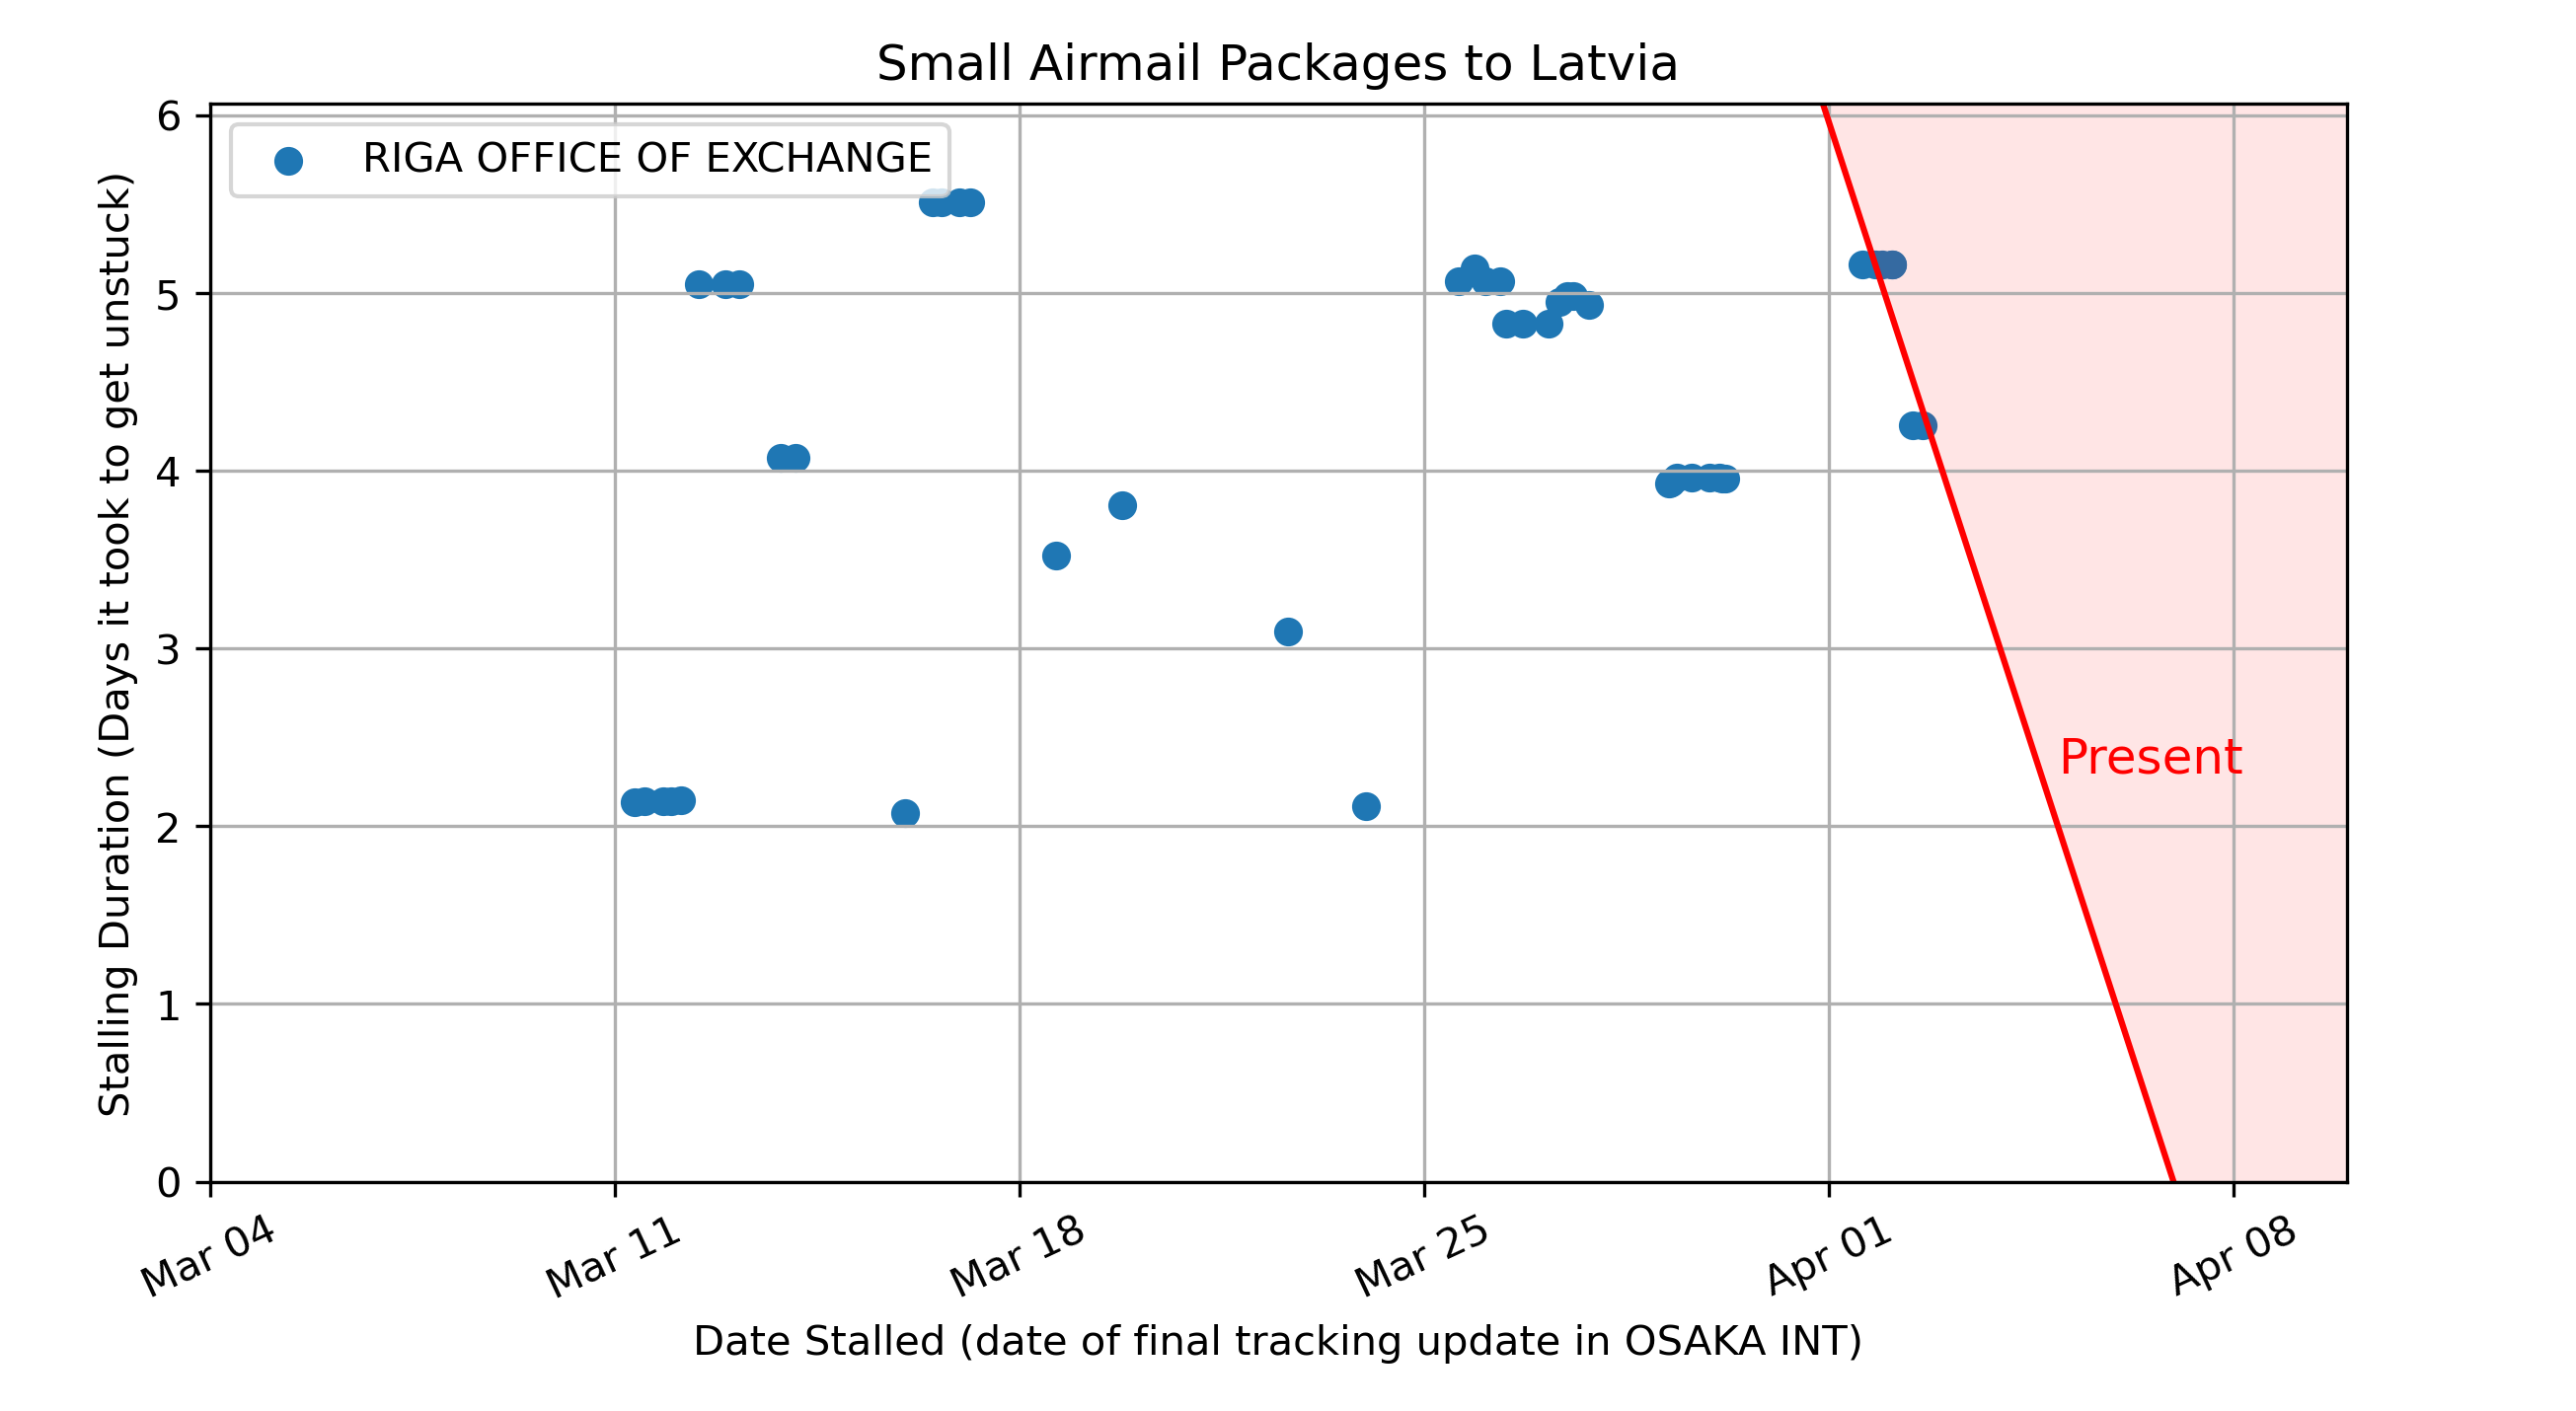 Small Airmail Packages to Latvia
RIGA OFFICE OF EXCHANGE
Stalling Duration (Days it took to get unstuck)
6
5
4
3
2
1
0
Present
Mar 04
Mar 11
Mar 18
Mar 25
Apr 01
Apr 08
Date Stalled (date of final tracking update in OSAKA INT)